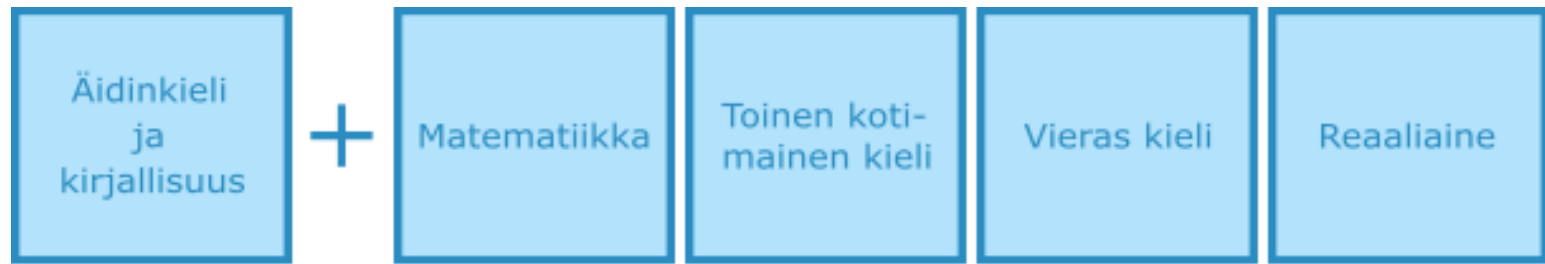 Äidinkieli
ja
kirjallisuus
+
Matematiikka
Toinen koti-
mainen kieli
Vieras kieli
Reaaliaine